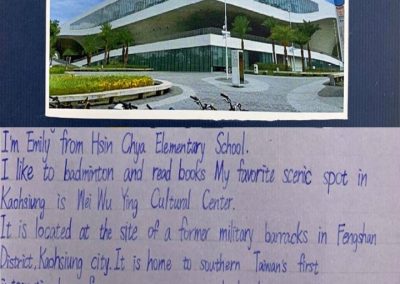 I'm Emily from Hsin Chya Elementary School.
I like to badminton and read books My favorite scenic spot in
Kaohsiung is Wei Wu Ying Cultural Center.
It is located at the site of a former military barracks in Fengshan
District, Kaohsiung city. It is home to southern Taiwan's first